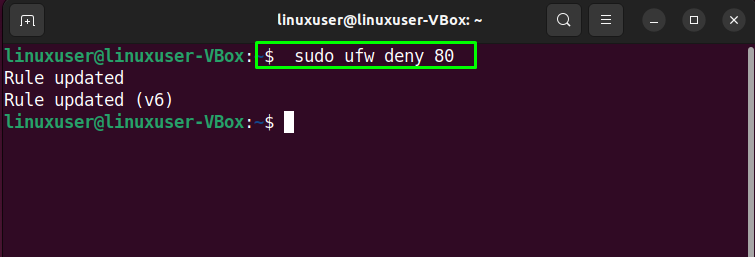 linuxuser@linuxuser-VBox: ~
linuxuser@linuxuser-VBox:~$  sudo ufw deny 80
Rule updated
Rule updated (v6)
linuxuser@linuxuser-VBox:~$